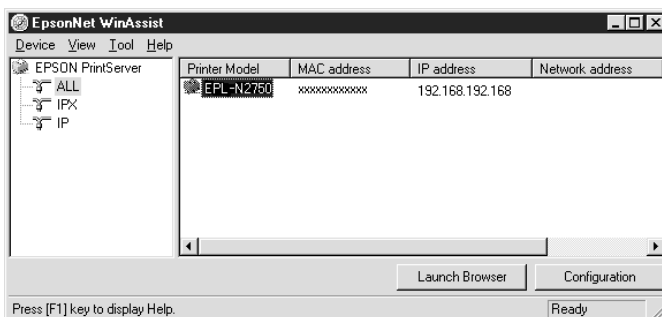 EpsonNet WinAssist
Device View Tool Help
EPSON PrintServer
ALL
IPX
IP
Printer Model MAC address IP address Network address
EPL-N2750 xxxxxxxxxxxx 192.168.192.168
Launch Browser Configuration
Press [F1] key to display Help. Ready